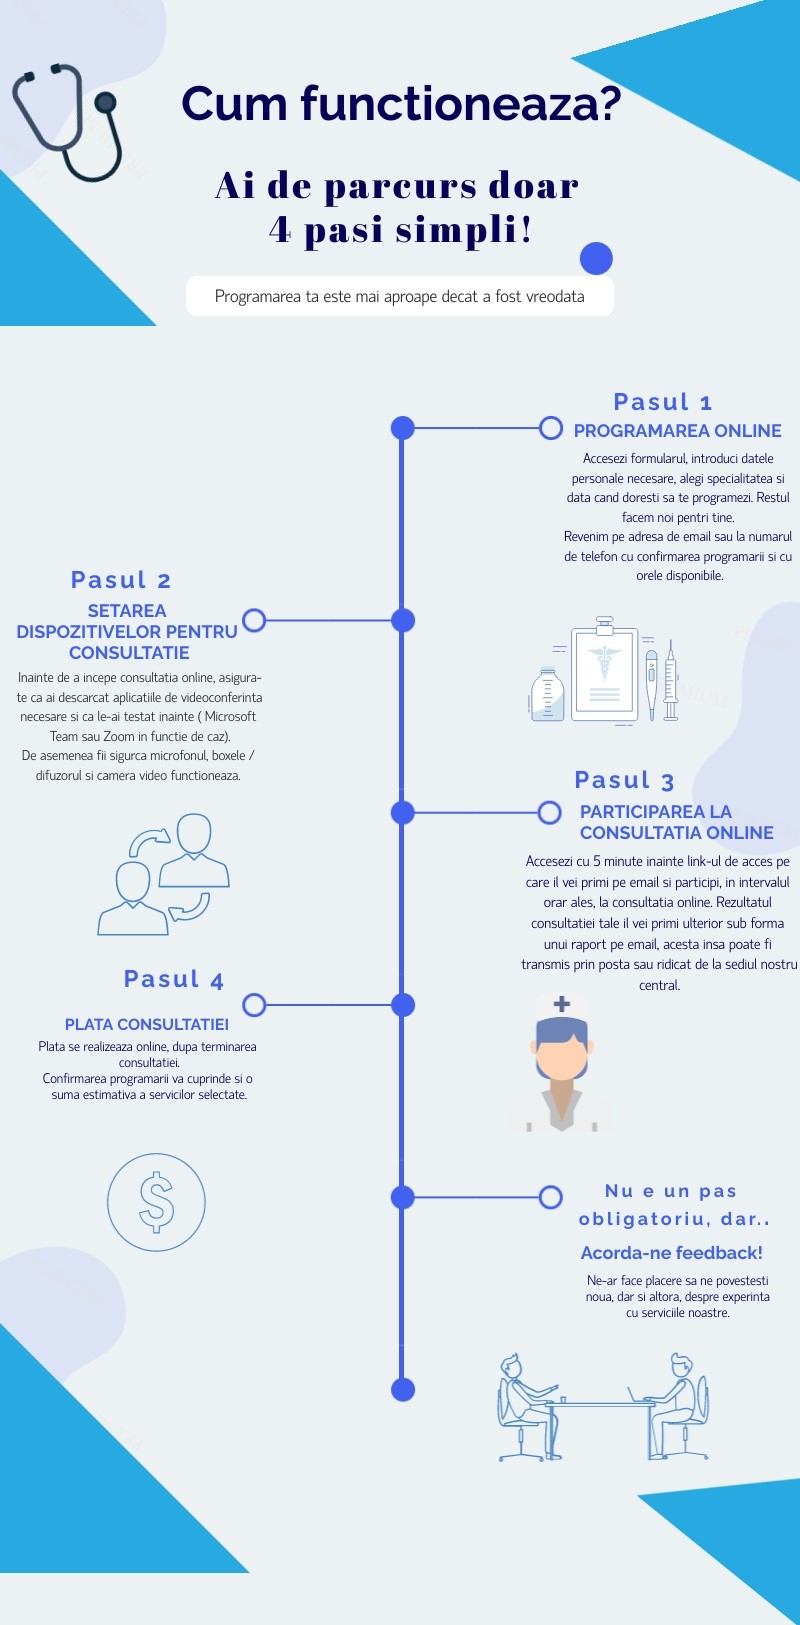 Cum functioneaza?
Ai de parcurs doar
4 pasi simpli!
Programarea ta este mai aproape decat a fost vreodata
Pasul 1
PROGRAMAREA ONLINE
Accesezi formularul, introduci datele
personale necesare, alegi specialitatea si
data cand doresti sa te programezi. Restul
facem noi pentri tine.
Revenim pe adresa de email sau la numarul
de telefon cu confirmarea programarii si cu
orele disponibile.
Pasul 2
SETAREA
DISPOZITIVELOR PENTRU
CONSULTATIE
Inainte de a incepe consultatia online, asigura-
te ca ai descarcat aplicatiile de videoconferinta
necesare si ca le-ai testat inainte ( Microsoft
Team sau Zoom in functie de caz).
De asemenea fii sigurca microfonul, boxele /
difuzorul si camera video functioneaza.
Pasul 3
PARTICIPAREA LA
CONSULTATIA ONLINE
Accesezi cu 5 minute inainte link-ul de acces pe
care il vei primi pe email si participi, in intervalul
orar ales, la consultatia online. Rezultatul
consultatiei tale il vei primi ulterior sub forma
unui raport pe email, acesta insa poate fi
transmis prin posta sau ridicat de la sediul nostru
central.
Pasul 4
PLATA CONSULTATIEI
Plata se realizeaza online, dupa terminarea
consultatiei.
Confirmarea programarii va cuprinde si o
suma estimativa a servicilor selectate.
$
Nu e un pas
obligatoriu, dar..
Acorda-ne feedback!
Ne-ar face placere sa ne povestesti
noua, dar si altora, despre experinta
cu serviciile noastre.